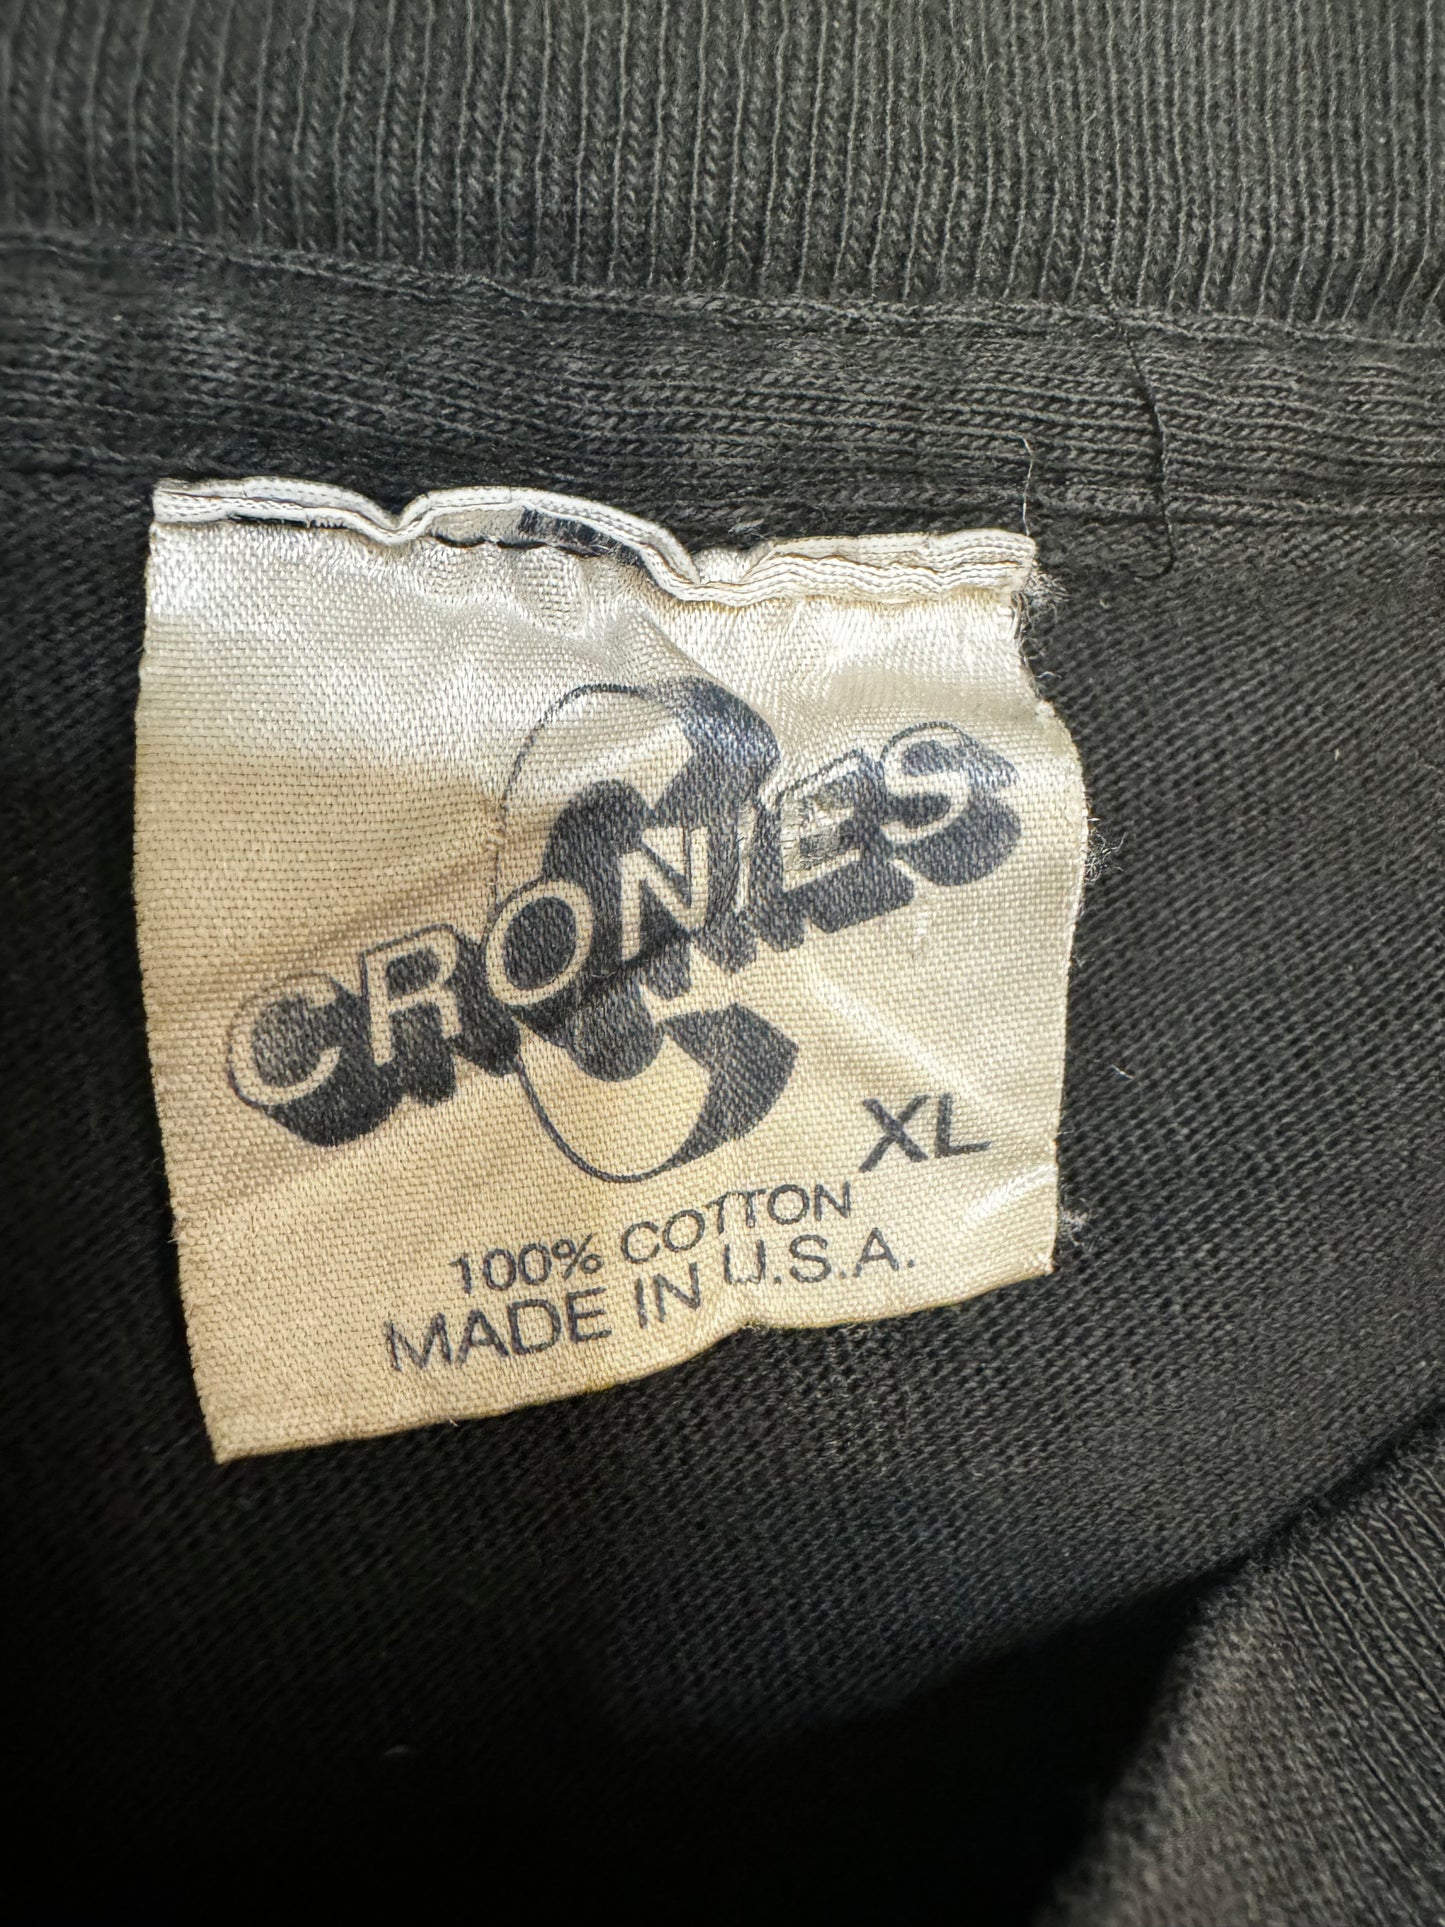 CRONIES
XL
100% COTTON
MADE IN U.S.A.